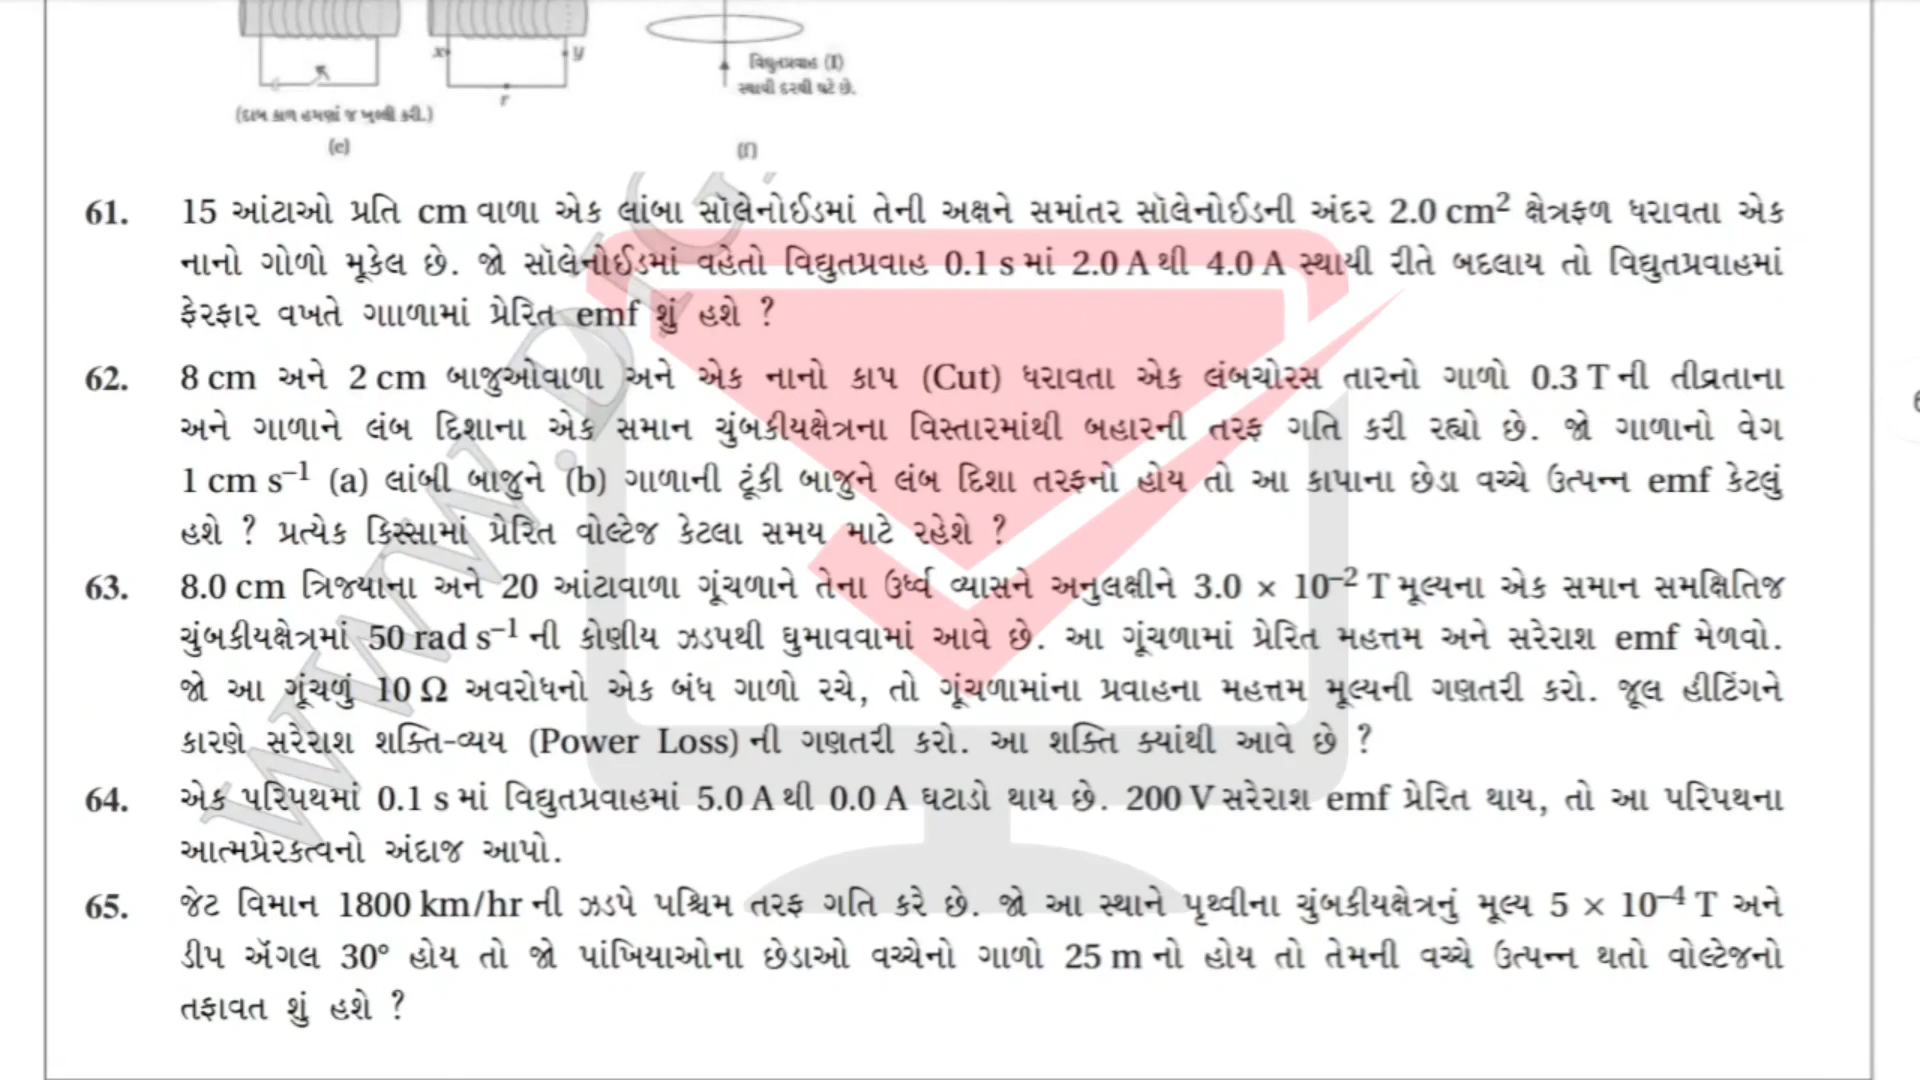 x y
r
વિદ્યુતપ્રવાહ (I)
સ્થાયી દરથી ઘટે છે.
(દાબ કળ હમણાં જ ખુલ્લી કરી.)
(e) (f)
61. 15 આંટાઓ પ્રતિ cm વાળા એક લાંબા સૉલેનોઈડમાં તેની અક્ષને સમાંતર સૉલેનોઈડની અંદર 2.0 cm² ક્ષેત્રફળ ધરાવતા એક
નાનો ગોળો મૂકેલ છે. જો સૉલેનોઈડમાં વહેતો વિદ્યુતપ્રવાહ 0.1 s માં 2.0 A થી 4.0 A સ્થાયી રીતે બદલાય તો વિદ્યુતપ્રવાહમાં
ફેરફાર વખતે ગાાળામાં પ્રેરિત emf શું હશે ?
62. 8 cm અને 2 cm બાજુઓવાળા અને એક નાનો કાપ (Cut) ધરાવતા એક લંબચોરસ તારનો ગાળો 0.3 T ની તીવ્રતાના
અને ગાળાને લંબ દિશાના એક સમાન ચુંબકીયક્ષેત્રના વિસ્તારમાંથી બહારની તરફ ગતિ કરી રહ્યો છે. જો ગાળાનો વેગ
1 cm s⁻¹ (a) લાંબી બાજુને (b) ગાળાની ટૂંકી બાજુને લંબ દિશા તરફનો હોય તો આ કાપાના છેડા વચ્ચે ઉત્પન્ન emf કેટલું
હશે ? પ્રત્યેક કિસ્સામાં પ્રેરિત વોલ્ટેજ કેટલા સમય માટે રહેશે ?
63. 8.0 cm ત્રિજ્યાના અને 20 આંટાવાળા ગૂંચળાને તેના ઉર્ધ્વ વ્યાસને અનુલક્ષીને 3.0 × 10⁻² T મૂલ્યના એક સમાન સમક્ષિતિજ
ચુંબકીયક્ષેત્રમાં 50 rad s⁻¹ ની કોણીય ઝડપથી ઘુમાવવામાં આવે છે. આ ગૂંચળામાં પ્રેરિત મહત્તમ અને સરેરાશ emf મેળવો.
જો આ ગૂંચળું 10 Ω અવરોધનો એક બંધ ગાળો રચે, તો ગૂંચળામાંના પ્રવાહના મહત્તમ મૂલ્યની ગણતરી કરો. જૂલ હીટિંગને
કારણે સરેરાશ શક્તિ-વ્યય (Power Loss) ની ગણતરી કરો. આ શક્તિ ક્યાંથી આવે છે ?
64. એક પરિપથમાં 0.1 s માં વિદ્યુતપ્રવાહમાં 5.0 A થી 0.0 A ઘટાડો થાય છે. 200 V સરેરાશ emf પ્રેરિત થાય, તો આ પરિપથના
આત્મપ્રેરકત્વનો અંદાજ આપો.
65. જેટ વિમાન 1800 km/hr ની ઝડપે પશ્ચિમ તરફ ગતિ કરે છે. જો આ સ્થાને પૃથ્વીના ચુંબકીયક્ષેત્રનું મૂલ્ય 5 × 10⁻⁴ T અને
ડીપ ઍંગલ 30° હોય તો જો પાંખિયાઓના છેડાઓ વચ્ચેનો ગાળો 25 m નો હોય તો તેમની વચ્ચે ઉત્પન્ન થતો વોલ્ટેજનો
તફાવત શું હશે ?